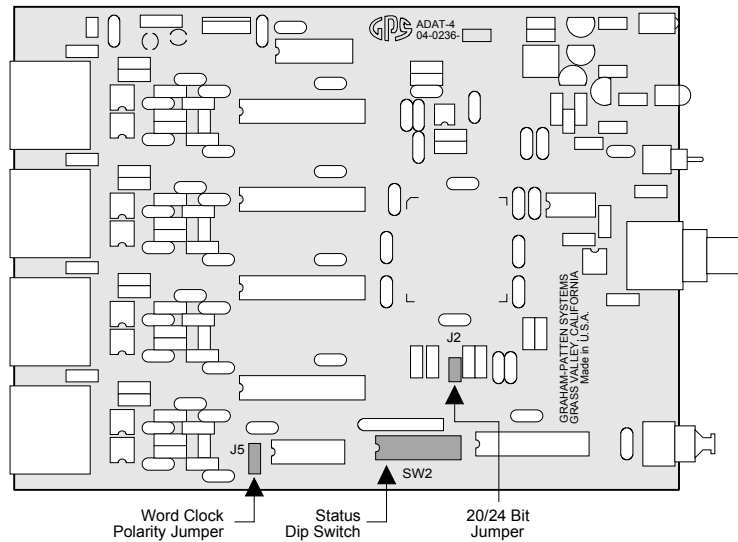 GPS
ADAT-4
04-0236-
J2
GRAHAM-PATTEN SYSTEMS
GRASS VALLEY, CALIFORNIA
Made in U.S.A.
J5
SW2
Word Clock
Polarity Jumper
Status
Dip Switch
20/24 Bit
Jumper